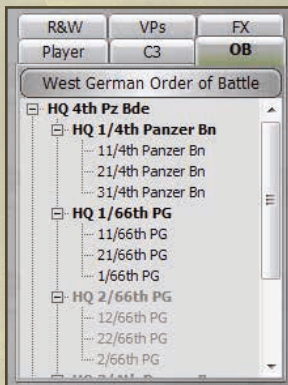 R&W VPs FX
Player C3 OB
West German Order of Battle
HQ 4th Pz Bde
HQ 1/4th Panzer Bn
11/4th Panzer Bn
21/4th Panzer Bn
31/4th Panzer Bn
HQ 1/66th PG
11/66th PG
21/66th PG
1/66th PG
HQ 2/66th PG
12/66th PG
22/66th PG
2/66th PG